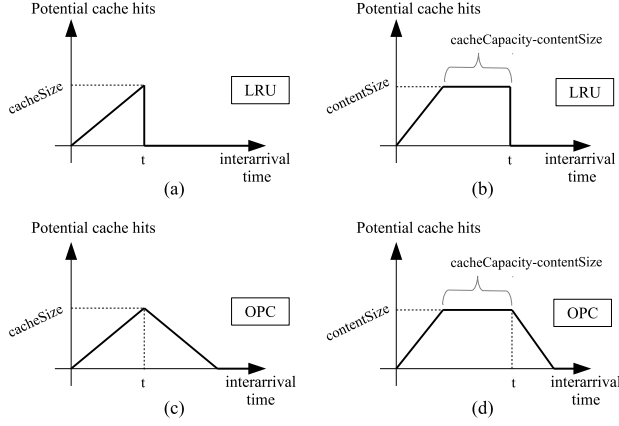 Potential cache hits
cacheSize
LRU
t
interarrival
time
(a)
Potential cache hits
cacheCapacity-contentSize
contentSize
LRU
t
interarrival
time
(b)
Potential cache hits
cacheSize
OPC
t
interarrival
time
(c)
Potential cache hits
cacheCapacity-contentSize
contentSize
OPC
t
interarrival
time
(d)